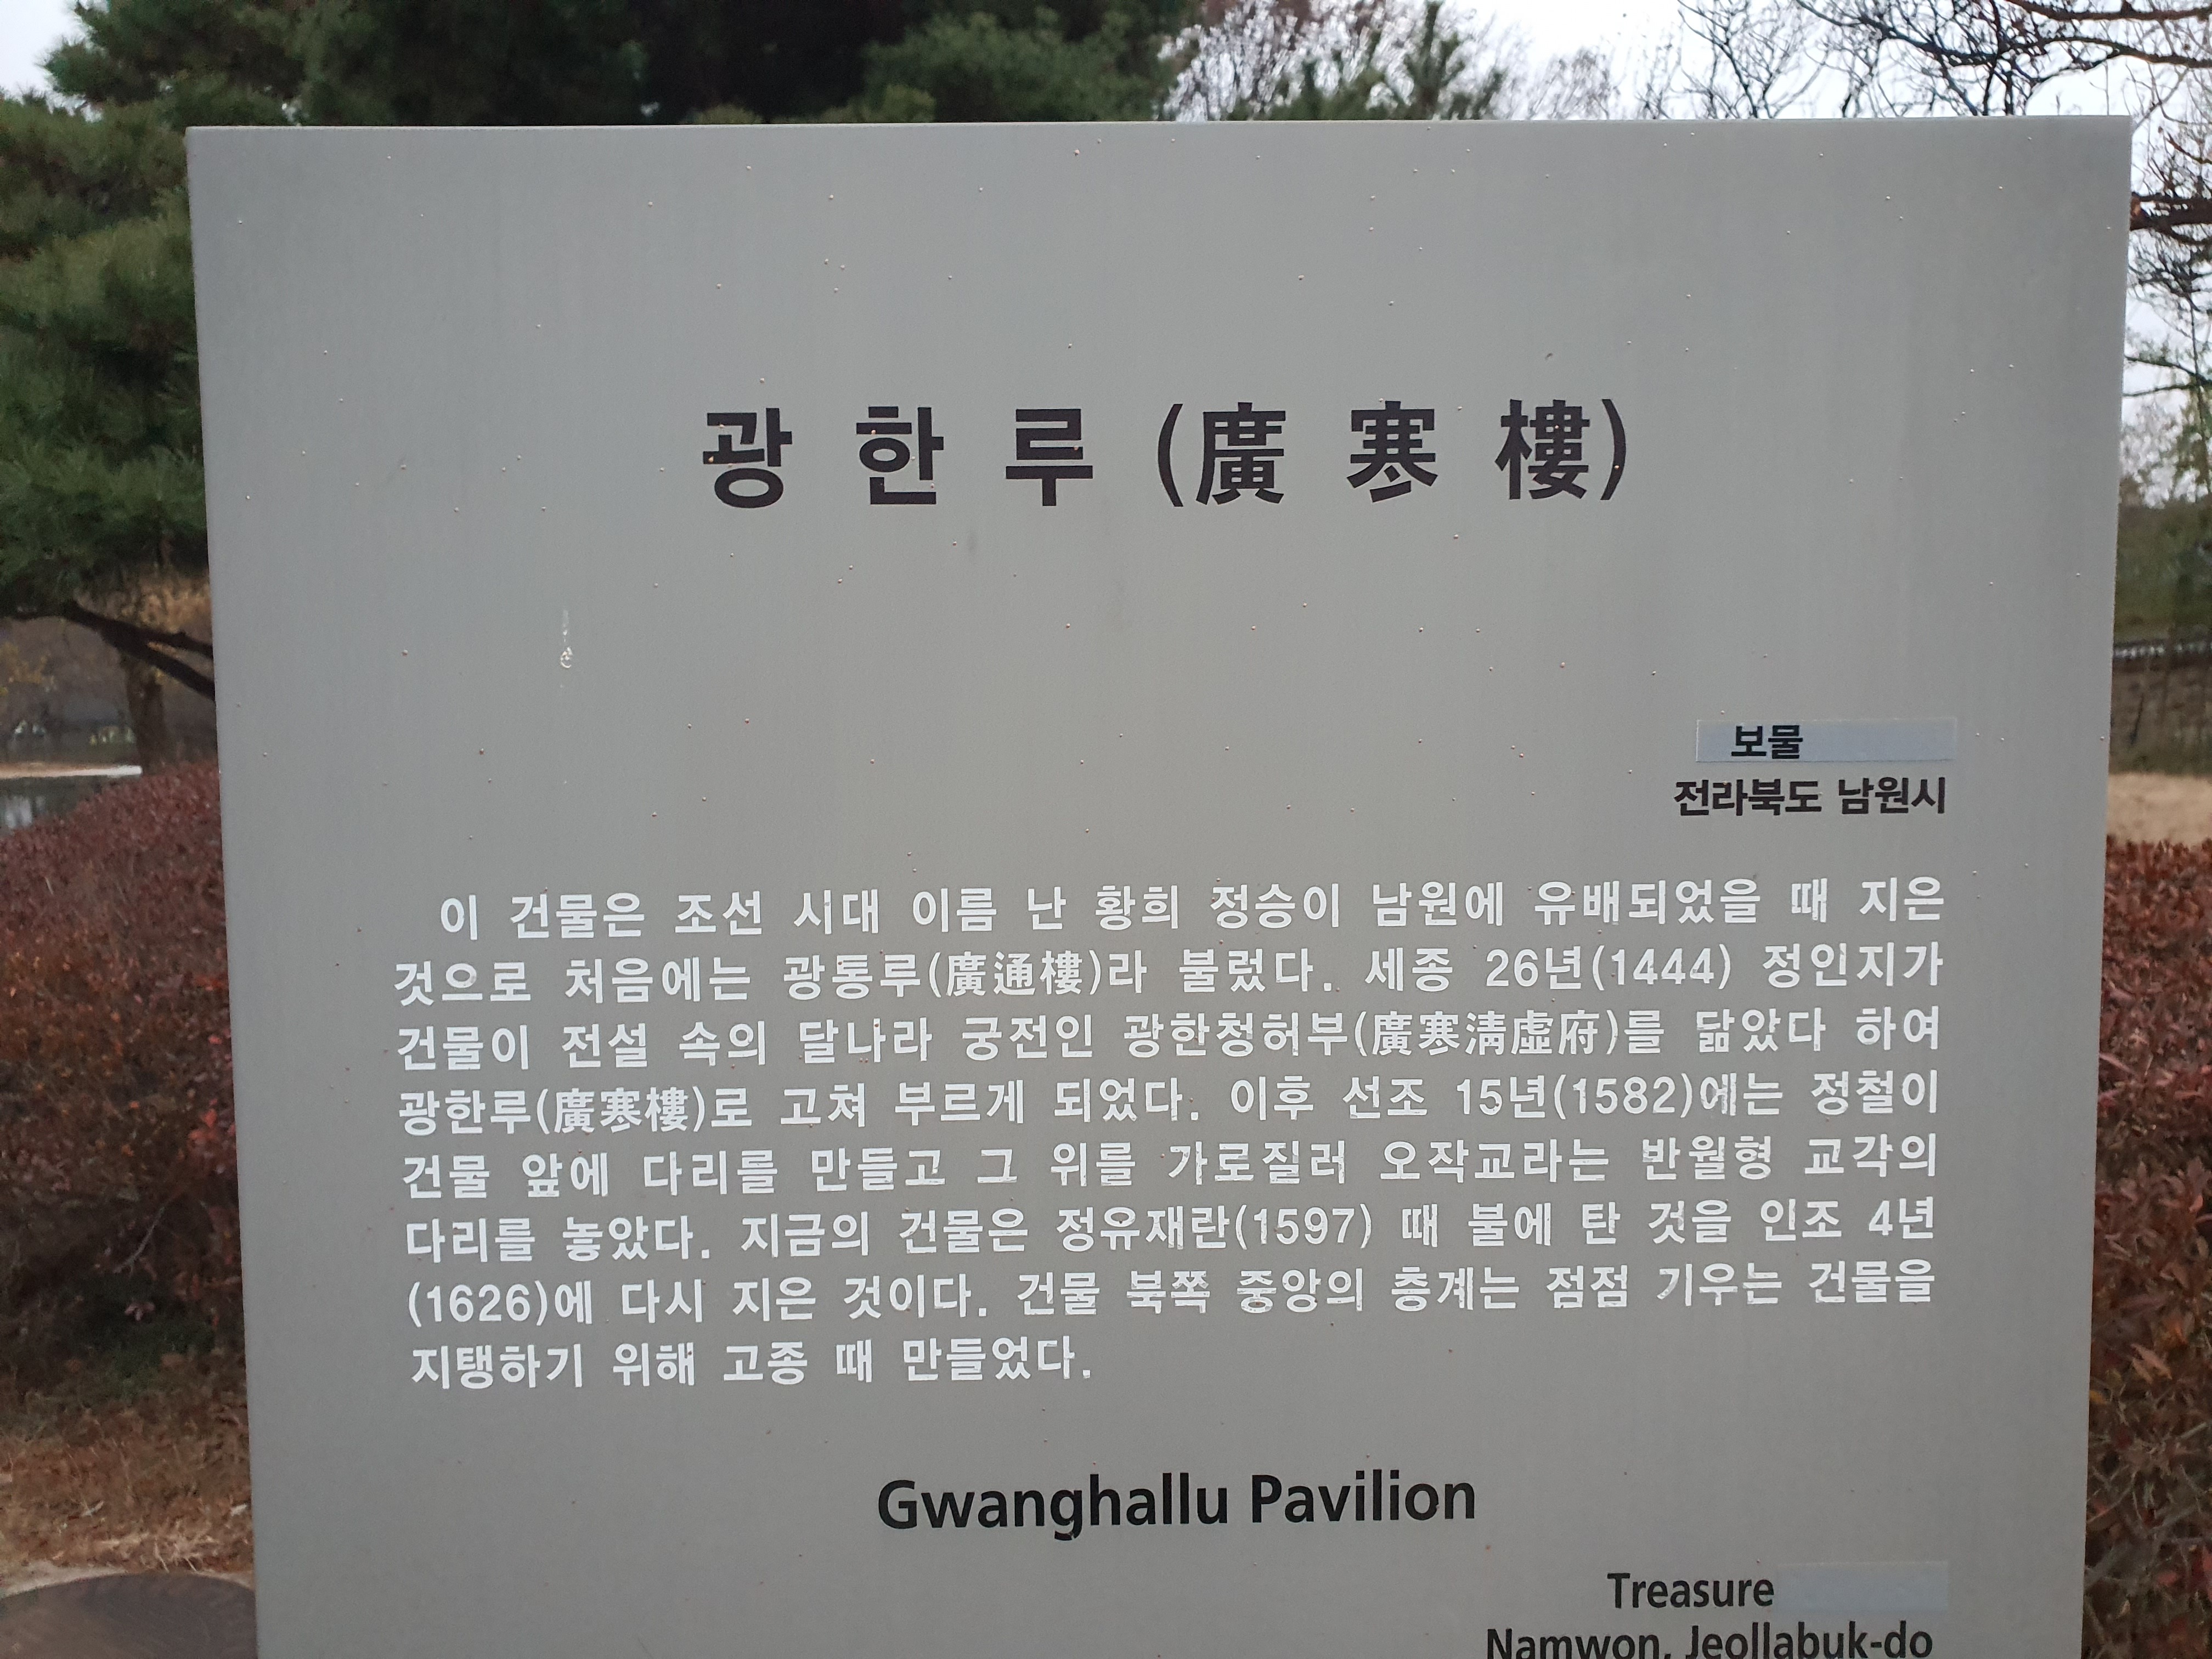 광한루(廣寒樓)
보물
전라북도 남원시
이 건물은 조선 시대 이름 난 황희 정승이 남원에 유배되었을 때 지은
것으로 처음에는 광통루(廣通樓)라 불렀다. 세종 26년(1444) 정인지가
건물이 전설 속의 달나라 궁전인 광한청허부(廣寒淸虛府)를 닮았다 하여
광한루(廣寒樓)로 고쳐 부르게 되었다. 이후 선조 15년(1582)에는 정철이
건물 앞에 다리를 만들고 그 위를 가로질러 오작교라는 반월형 교각의
다리를 놓았다. 지금의 건물은 정유재란(1597) 때 불에 탄 것을 인조 4년
(1626)에 다시 지은 것이다. 건물 북쪽 중앙의 층계는 점점 기우는 건물을
지탱하기 위해 고종 때 만들었다.
Gwanghallu Pavilion
Treasure
Namwon, Jeollabuk-do